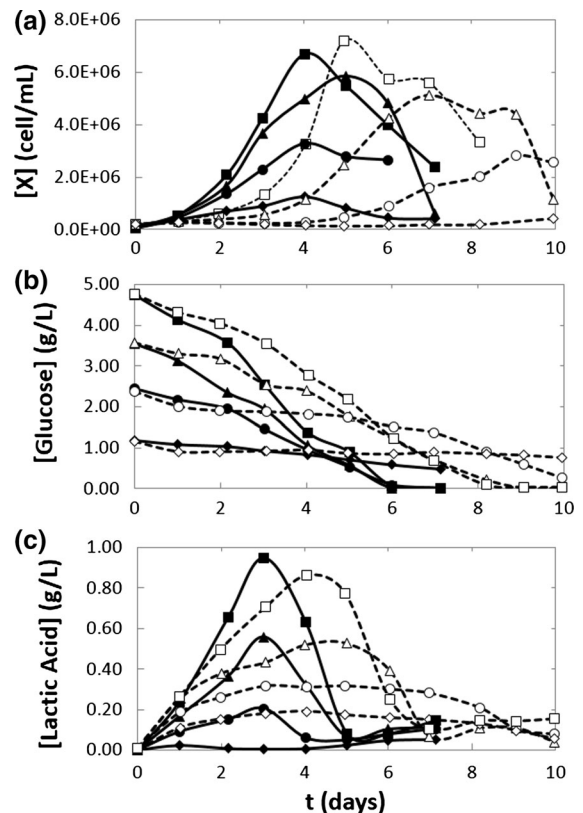 (a)
[X] (cell/mL)
8.0E+06
6.0E+06
4.0E+06
2.0E+06
0.0E+00
0 2 4 6 8 10
(b)
[Glucose] (g/L)
5.00
4.00
3.00
2.00
1.00
0.00
0 2 4 6 8 10
(c)
[Lactic Acid] (g/L)
1.00
0.80
0.60
0.40
0.20
0.00
0 2 4 6 8 10
t (days)